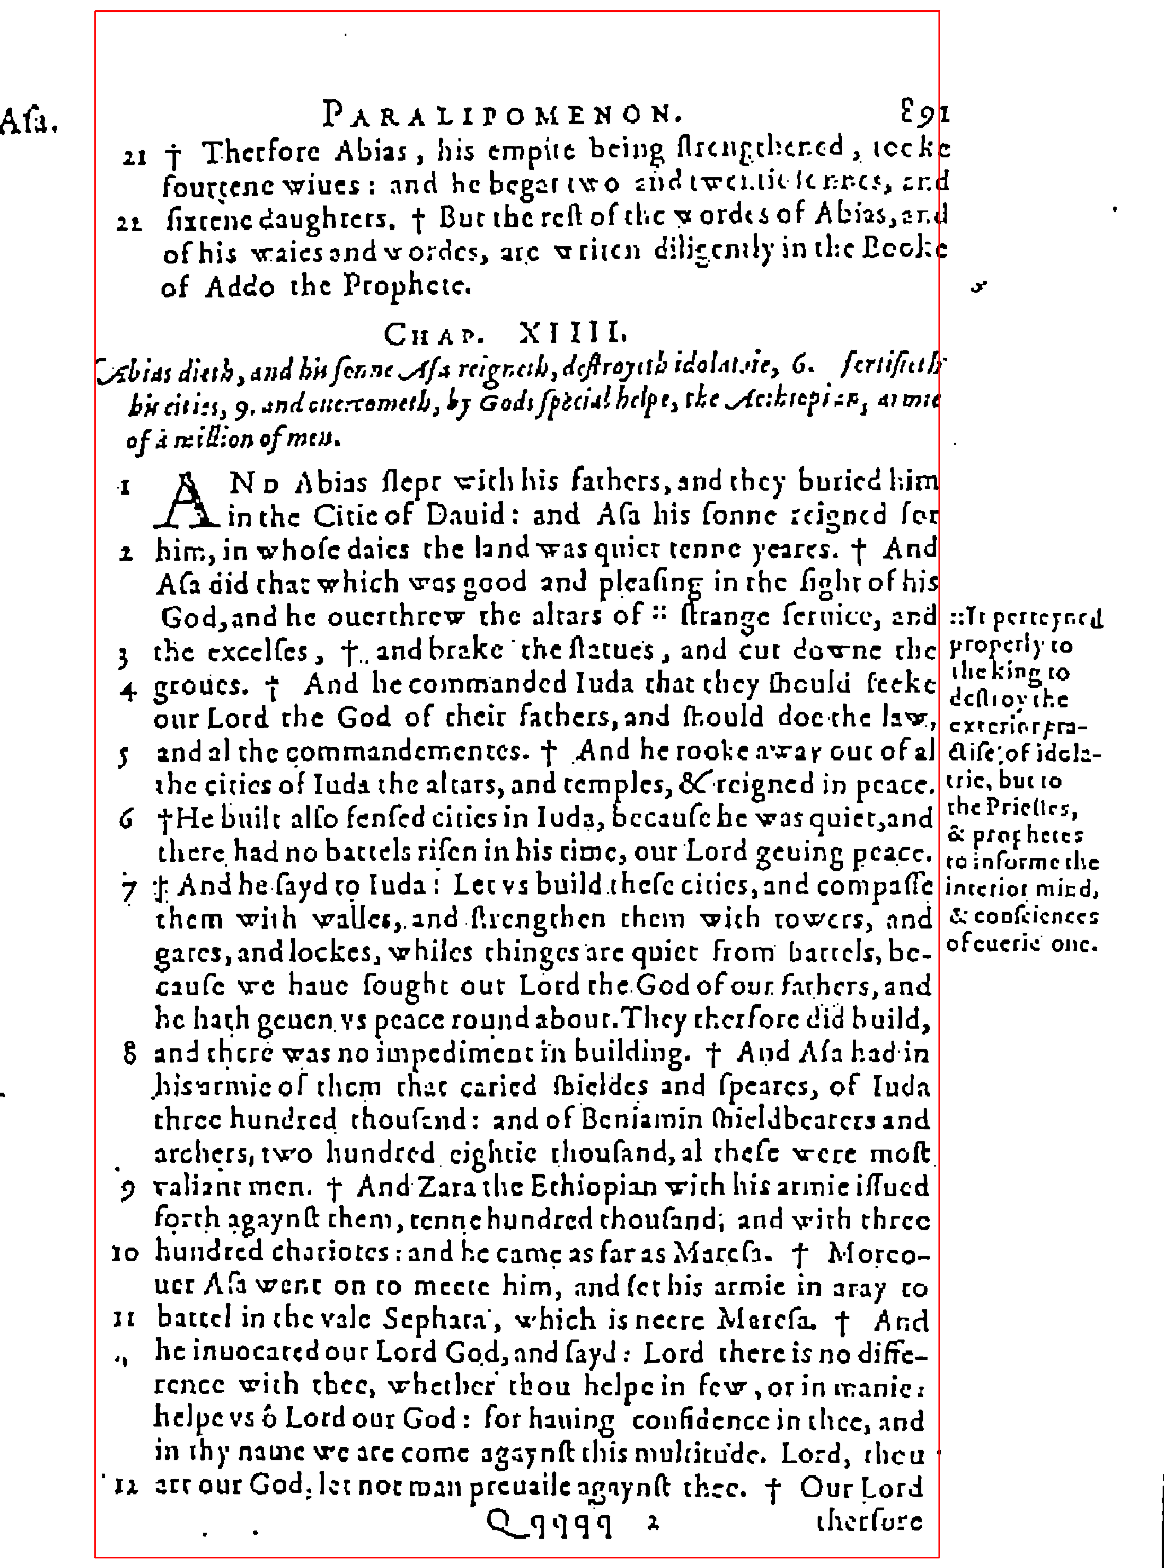 Asa.
PARALIPOMENON. 891
21 † Therfore Abias, his empire being strengthened, tooke
fourtene wiues: and he begat two and twentie sonnes, and
22 sixtene daughters. † But the rest of the wordes of Abias, and
of his waies and wordes, are writen diligently in the Booke
of Addo the Prophete.
CHAP. XIIII.
Abias dieth, and his sonne Asa reigneth, destroyeth idolatrie, 6. fortifieth
his cities, 9. and ouercometh, by Gods special helpe, the Aethiopian, armie
of a million of men.
1 AND Abias slept with his fathers, and they buried him
in the Citie of Dauid: and Asa his sonne reigned for
2 him, in whose daies the land was quiet tenne yeares. † And
Asa did that which was good and pleasing in the sight of his
God, and he ouerthrew the altars of :: strange seruice, and
3 the excelses, † and brake the statues, and cut downe the
4 groues. † And he commanded Iuda that they should seeke
our Lord the God of their fathers, and should doe the law,
5 and al the commandementes. † And he tooke away out of al
the cities of Iuda the altars, and temples, & reigned in peace.
6 †He built also fensed cities in Iuda, because he was quiet, and
there had no battels risen in his time, our Lord geuing peace.
7 † And he sayd to Iuda: Let vs build these cities, and compasse
them with walles, and strengthen them with towers, and
gates, and lockes, whiles thinges are quiet from battels, be-
cause we haue sought out Lord the God of our fathers, and
he hath geuen vs peace round about. They therfore did build,
8 and there was no impediment in building. † And Asa had in
his armie of them that caried shieldes and speares, of Iuda
three hundred thousand: and of Beniamin shieldbearers and
archers, two hundred eightie thousand, al these were most
9 valiant men. † And Zara the Ethiopian with his armie issued
forth agaynst them, tenne hundred thousand, and with three
10 hundred chariotes: and he came as far as Maresa. † Moreo-
uer Asa went on to meete him, and set his armie in aray to
11 battel in the vale Sephata, which is neere Maresa. † And
he inuocated our Lord God, and sayd: Lord there is no diffe-
rence with thee, whether thou helpe in few, or in manie:
helpe vs ô Lord our God: for hauing confidence in thee, and
in thy name we are come agaynst this multitude. Lord, thou
12 art our God, let not man preuaile agaynst thee. † Our Lord
Qqqqq 2 therfore
::It perteyned
properly to
the king to
destroy the
exterior pra-
ctise of idola-
trie, but to
the Priestes,
& prophetes
to informe the
interior mind,
& consciences
of euerie one.